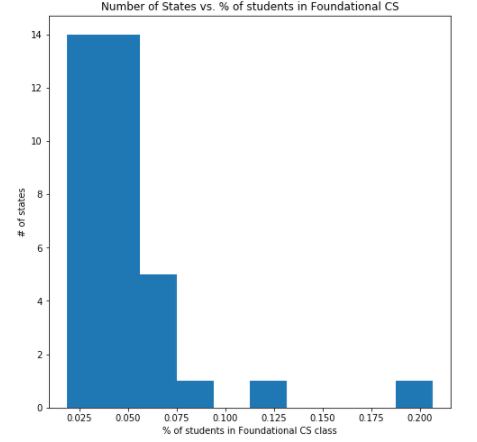 Number of States vs. % of students in Foundational CS
14
12
10
8
6
4
2
0
# of states
0.025 0.050 0.075 0.100 0.125 0.150 0.175 0.200
% of students in Foundational CS class